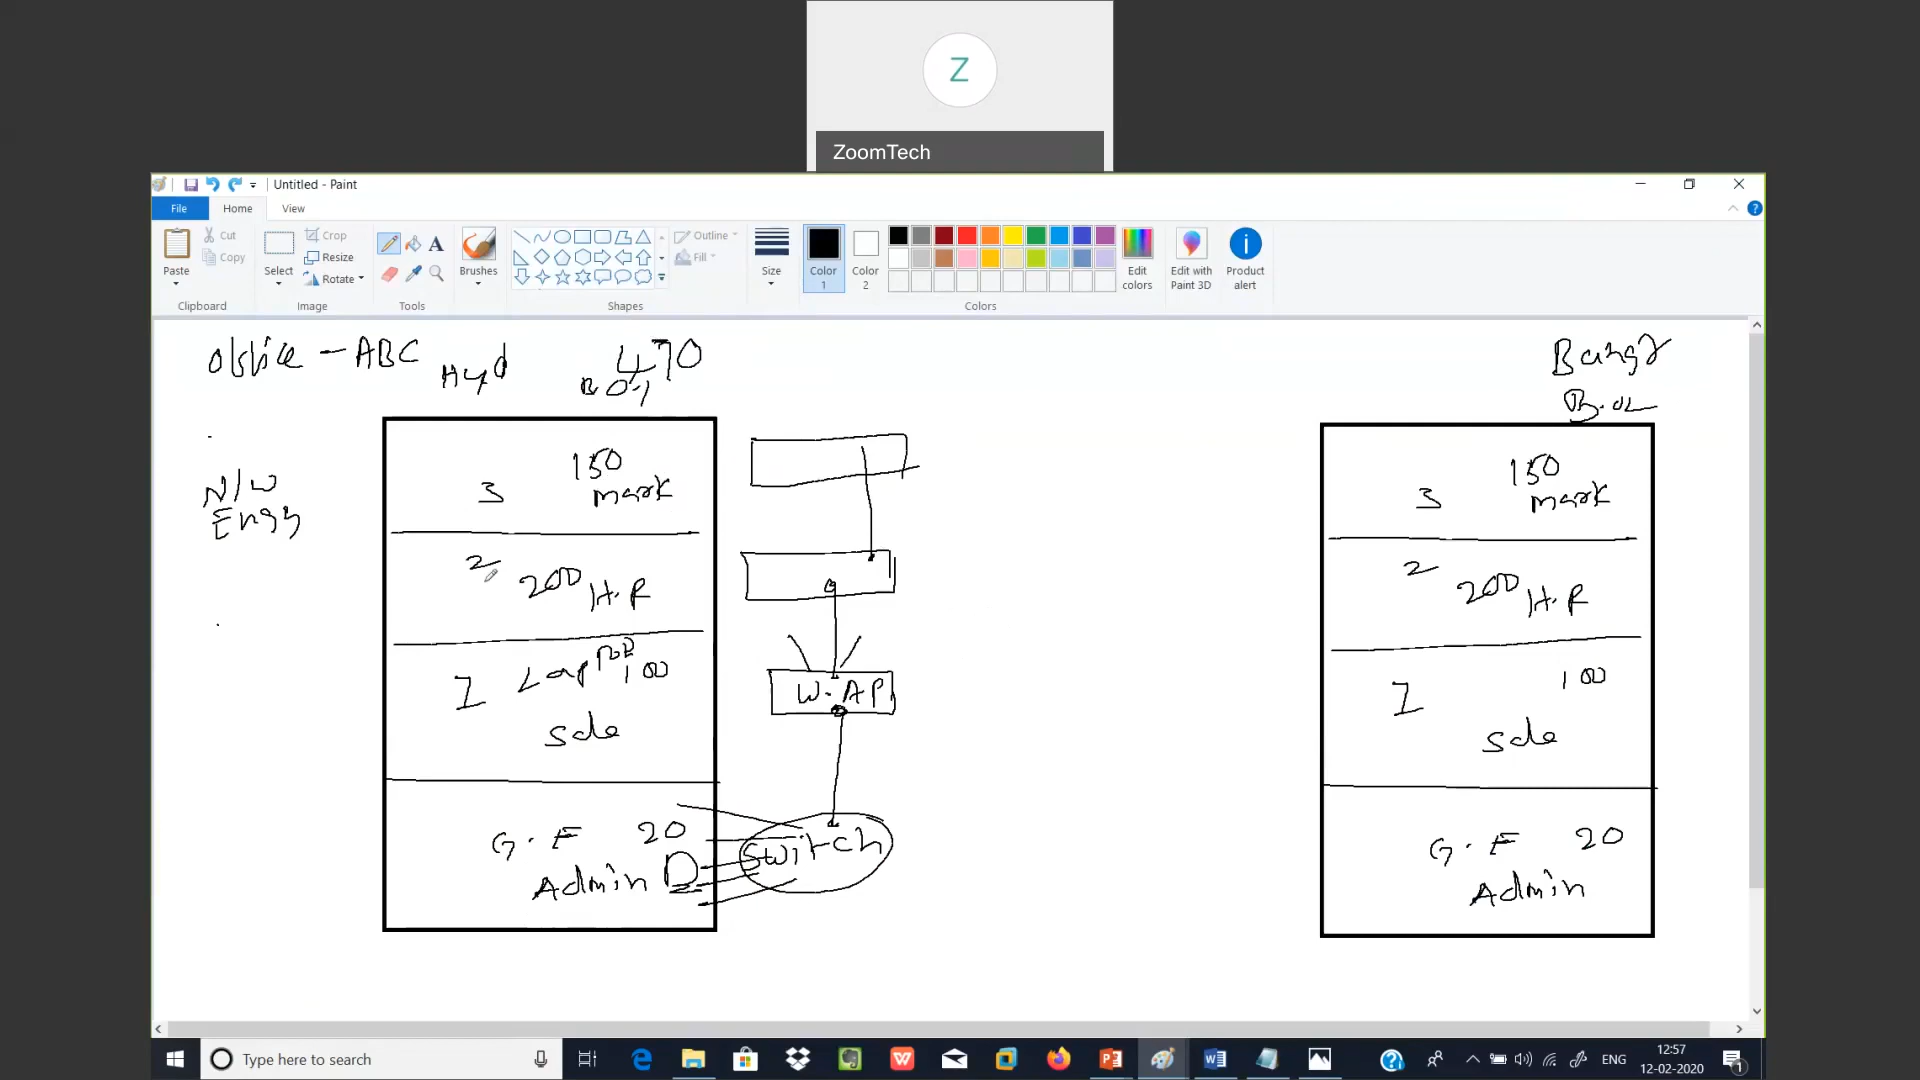 Z
ZoomTech
Untitled - Paint
File Home View
Cut
Copy
Paste
Clipboard
Select
Crop
Resize
Rotate
Image
A
Tools
Brushes
Shapes
Outline
Fill
Size
Color 1
Color 2
Colors
Edit colors
Edit with Paint 3D
Product alert
- ABC
Hyd
470
N/W
Engg
3 150
mark
2
200 H.R
1 Laptop
100
Sale
G.F 20
Admin
W-AP
Switch
3 150
mark
2
200 H.R
1 100
Sale
G.F 20
Admin
Type here to search
ENG
12:57
12-02-2020
1